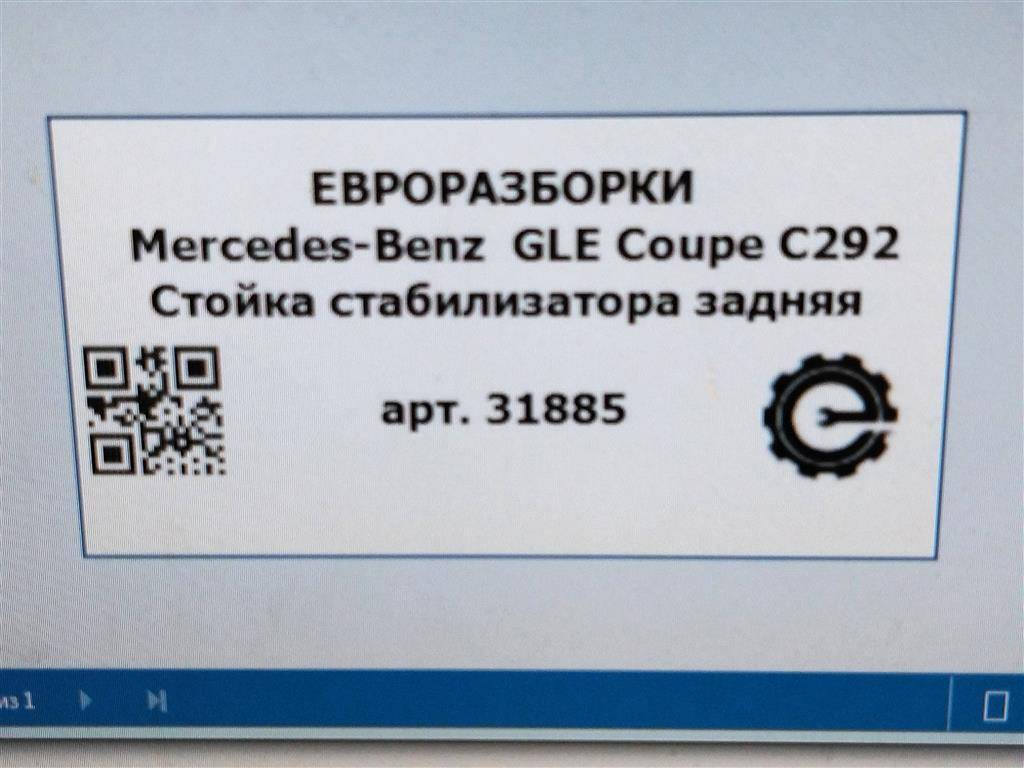 ЕВРОРАЗБОРКИ
Mercedes-Benz GLE Coupe C292
Стойка стабилизатора задняя
арт. 31885
из 1